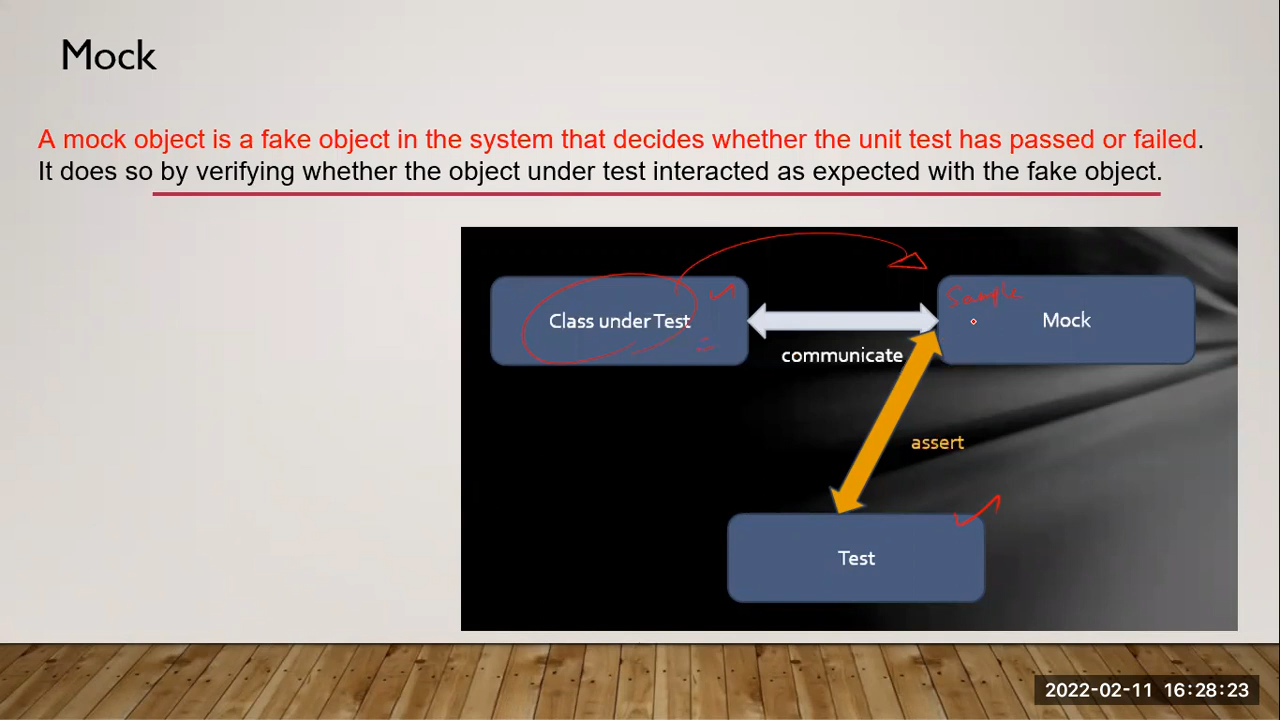 Mock
A mock object is a fake object in the system that decides whether the unit test has passed or failed.
It does so by verifying whether the object under test interacted as expected with the fake object.
Sample
Class under Test
Mock
communicate
assert
Test
2022-02-11 16:28:23